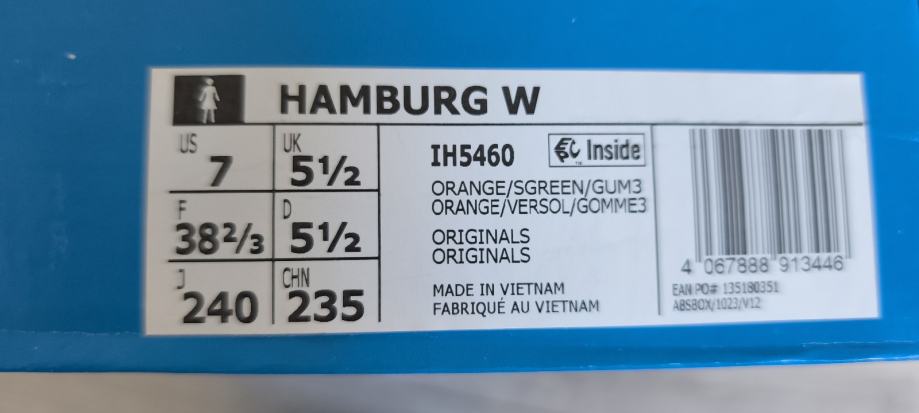 HAMBURG W
US 7 UK 5½
F 38⅔ D 5½
J 240 CHN 235
IH5460 Inside
ORANGE/SGREEN/GUM3
ORANGE/VERSOL/GOMME3
ORIGINALS
ORIGINALS
MADE IN VIETNAM
FABRIQUÉ AU VIETNAM
4 067888 913446
EAN PO# 135180351
ABSBOX/1023/V12